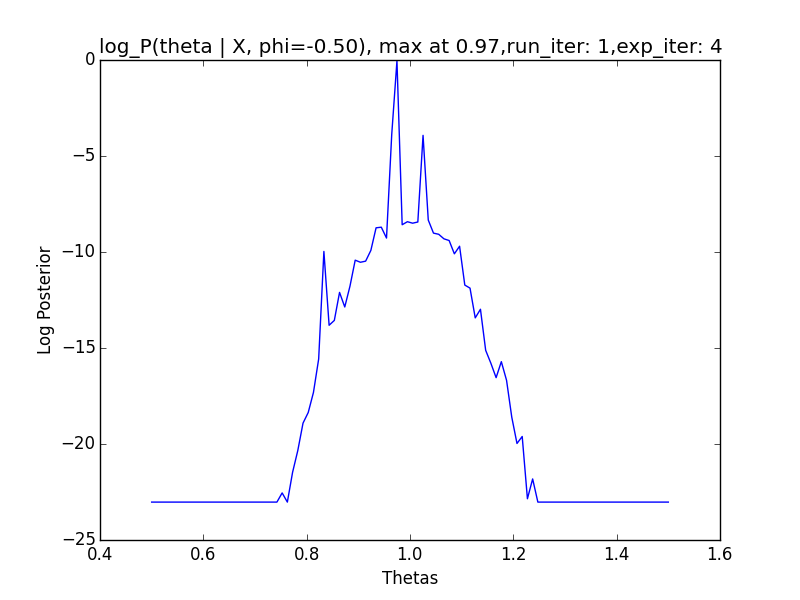 log_P(theta | X, phi=-0.50), max at 0.97,run_iter: 1,exp_iter: 4
0
−5
−10
−15
−20
−25
Log Posterior
0.4 0.6 0.8 1.0 1.2 1.4 1.6
Thetas